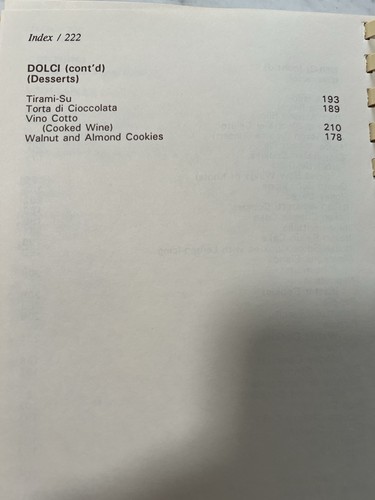 Index / 222
DOLCI (cont'd)
(Desserts)
Tirami-Su 193
Torta di Cioccolata 189
Vino Cotto
(Cooked Wine) 210
Walnut and Almond Cookies 178